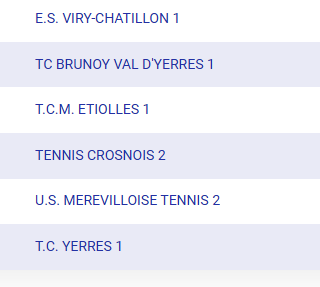 E.S. VIRY-CHATILLON 1
TC BRUNOY VAL D'YERRES 1
T.C.M. ETIOLLES 1
TENNIS CROSNOIS 2
U.S. MEREVILLOISE TENNIS 2
T.C. YERRES 1